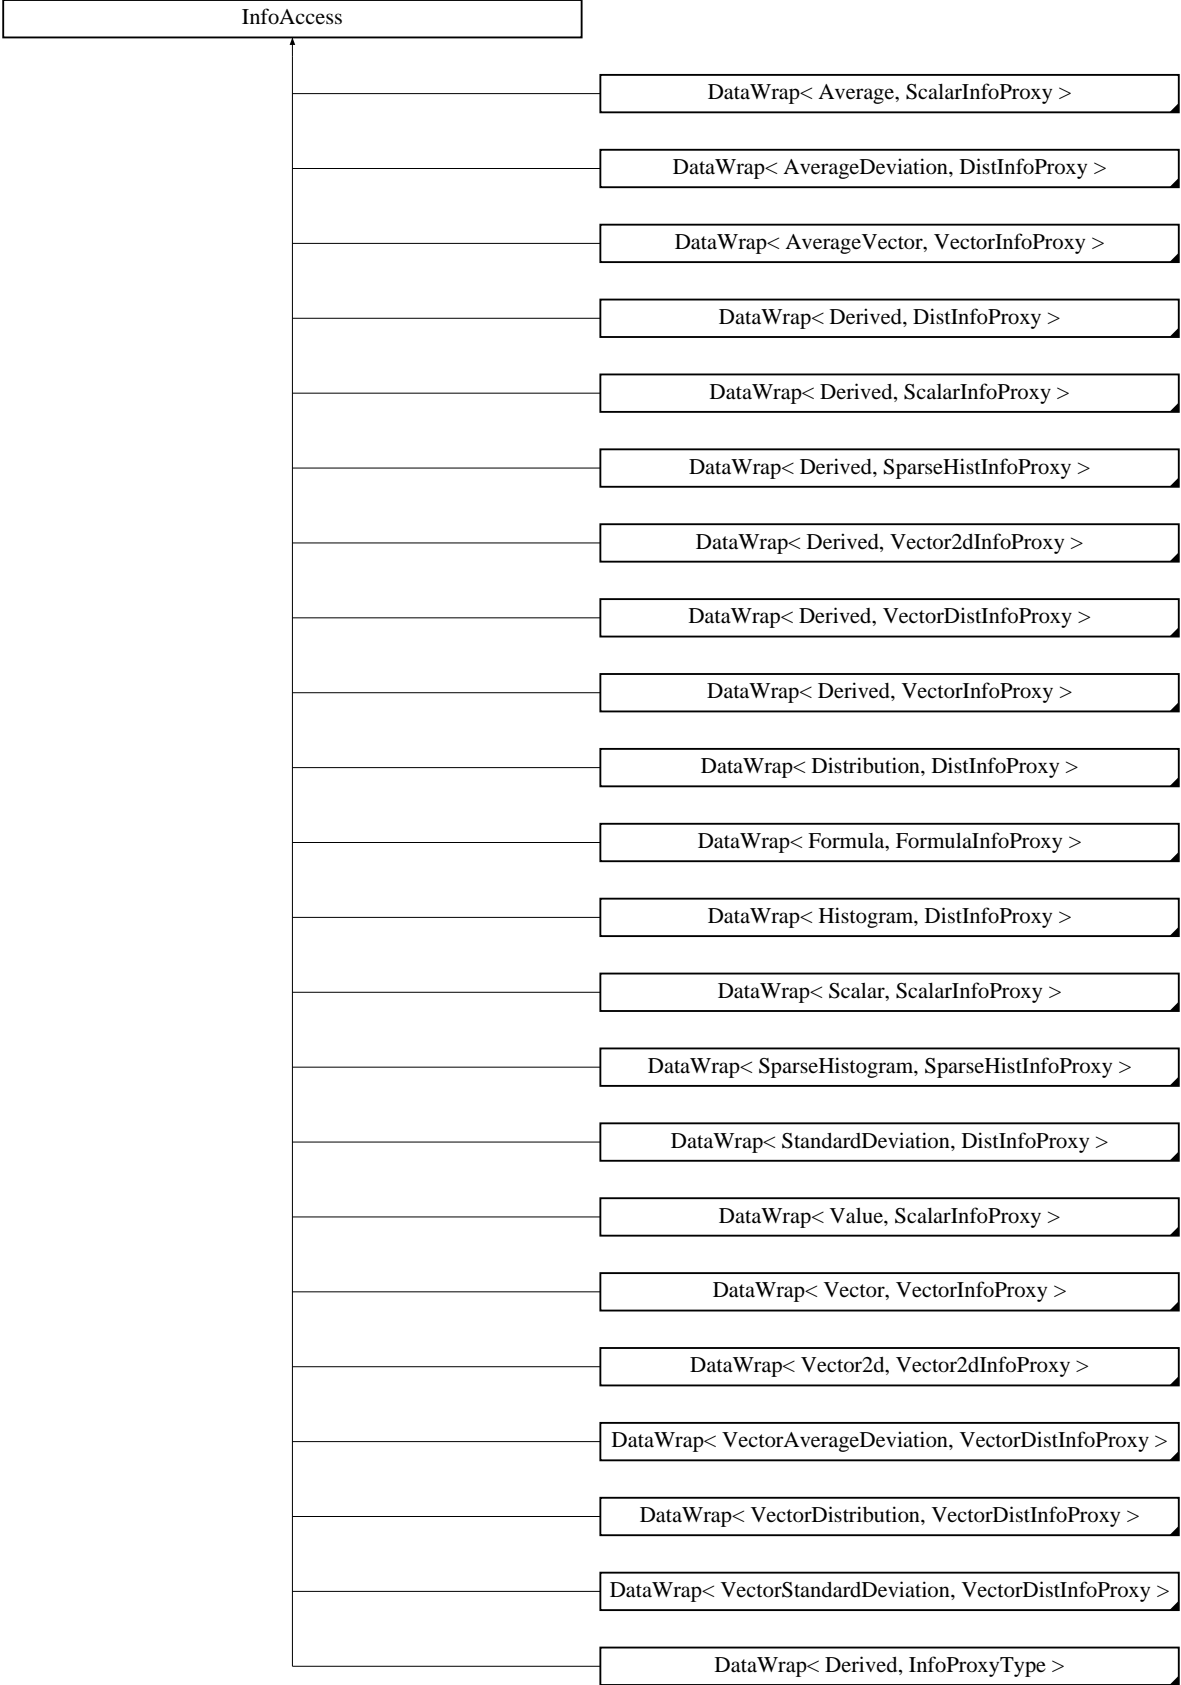 InfoAccess
DataWrap< Average, ScalarInfoProxy >
DataWrap< AverageDeviation, DistInfoProxy >
DataWrap< AverageVector, VectorInfoProxy >
DataWrap< Derived, DistInfoProxy >
DataWrap< Derived, ScalarInfoProxy >
DataWrap< Derived, SparseHistInfoProxy >
DataWrap< Derived, Vector2dInfoProxy >
DataWrap< Derived, VectorDistInfoProxy >
DataWrap< Derived, VectorInfoProxy >
DataWrap< Distribution, DistInfoProxy >
DataWrap< Formula, FormulaInfoProxy >
DataWrap< Histogram, DistInfoProxy >
DataWrap< Scalar, ScalarInfoProxy >
DataWrap< SparseHistogram, SparseHistInfoProxy >
DataWrap< StandardDeviation, DistInfoProxy >
DataWrap< Value, ScalarInfoProxy >
DataWrap< Vector, VectorInfoProxy >
DataWrap< Vector2d, Vector2dInfoProxy >
DataWrap< VectorAverageDeviation, VectorDistInfoProxy >
DataWrap< VectorDistribution, VectorDistInfoProxy >
DataWrap< VectorStandardDeviation, VectorDistInfoProxy >
DataWrap< Derived, InfoProxyType >